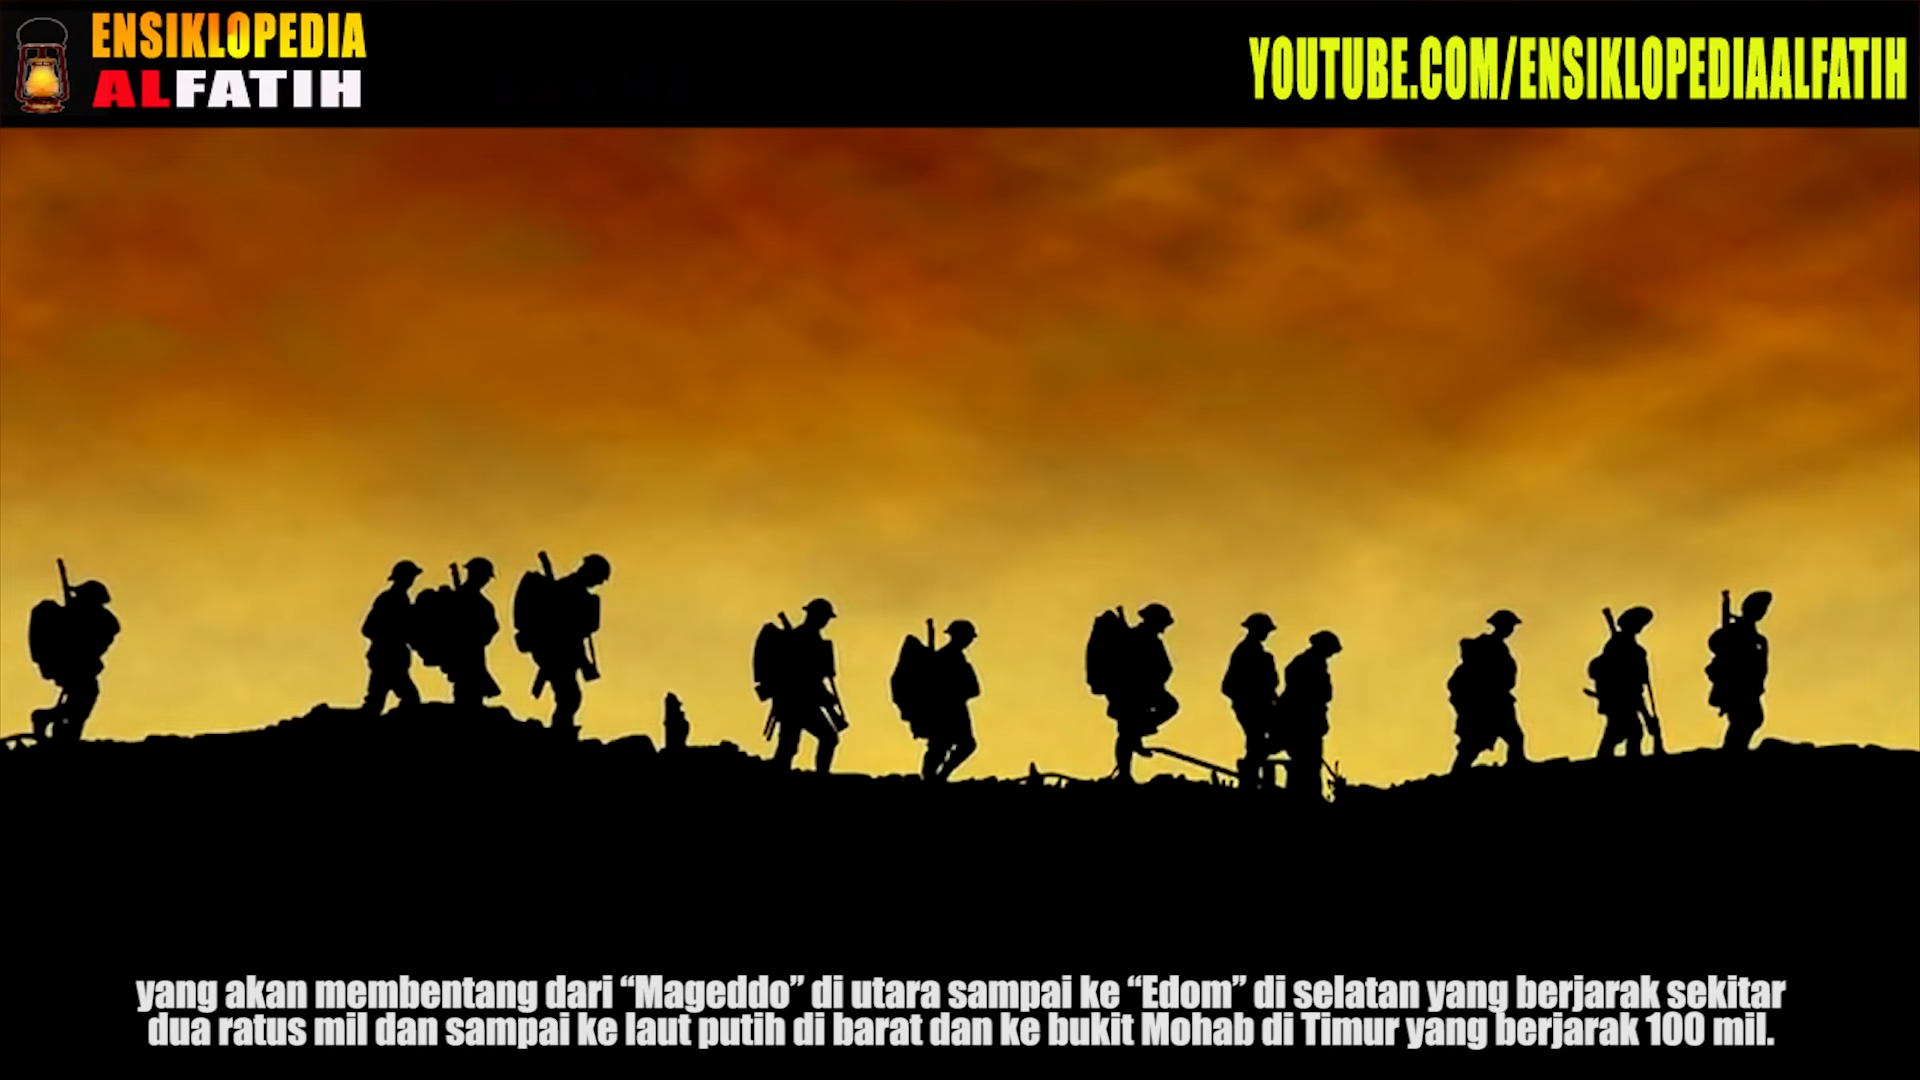 ENSIKLOPEDIA
ALFATIH
YOUTUBE.COM/ENSIKLOPEDIAALFATIH
yang akan membentang dari “Mageddo” di utara sampai ke “Edom” di selatan yang berjarak sekitar
dua ratus mil dan sampai ke laut putih di barat dan ke bukit Mohab di Timur yang berjarak 100 mil.